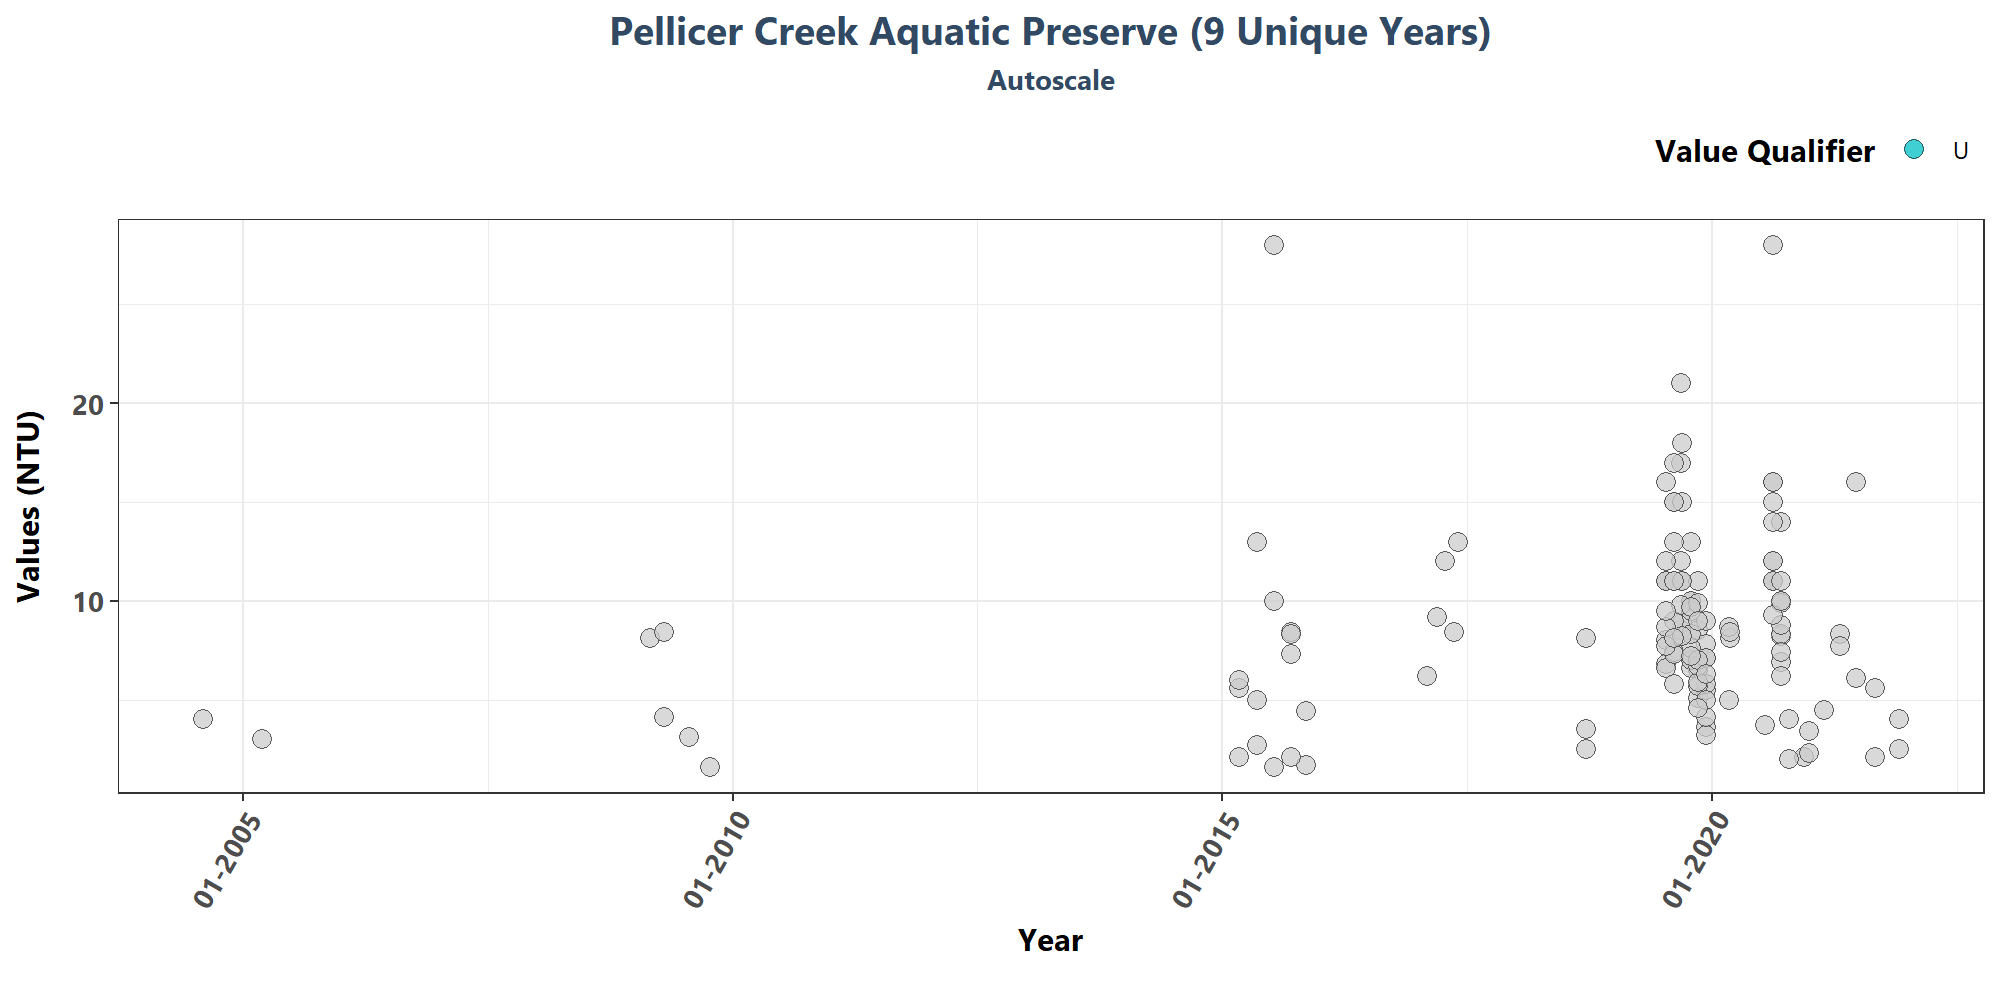 Pellicer Creek Aquatic Preserve (9 Unique Years)
Autoscale
Value Qualifier U
Values (NTU)
20
10
01-2005 01-2010 01-2015 01-2020
Year